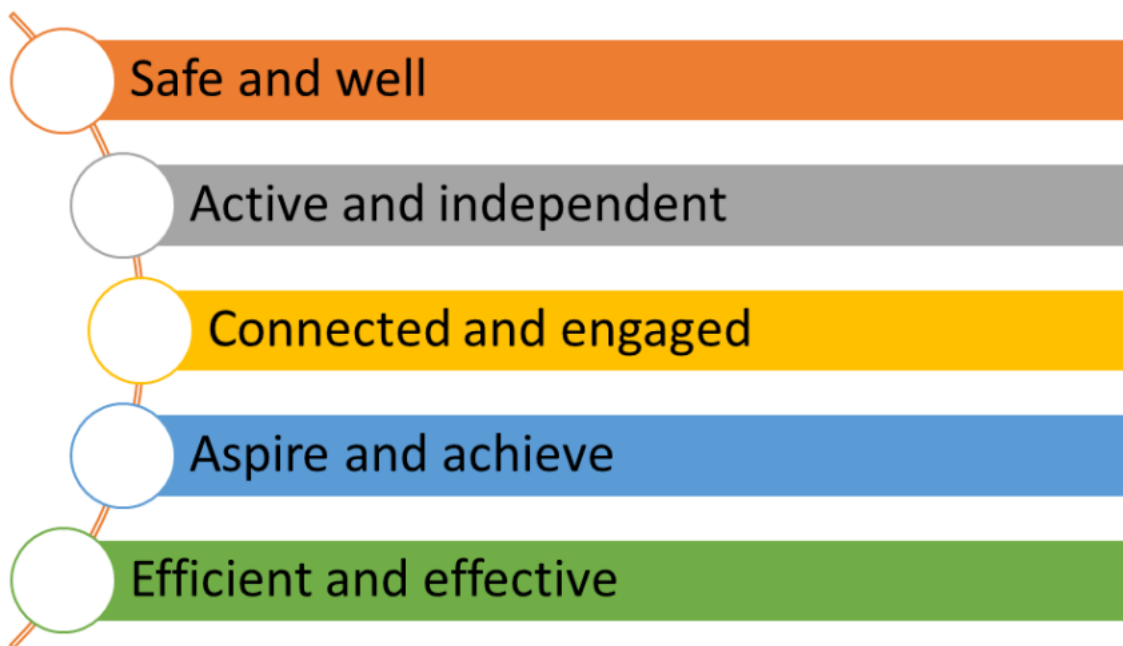 Safe and well
Active and independent
Connected and engaged
Aspire and achieve
Efficient and effective